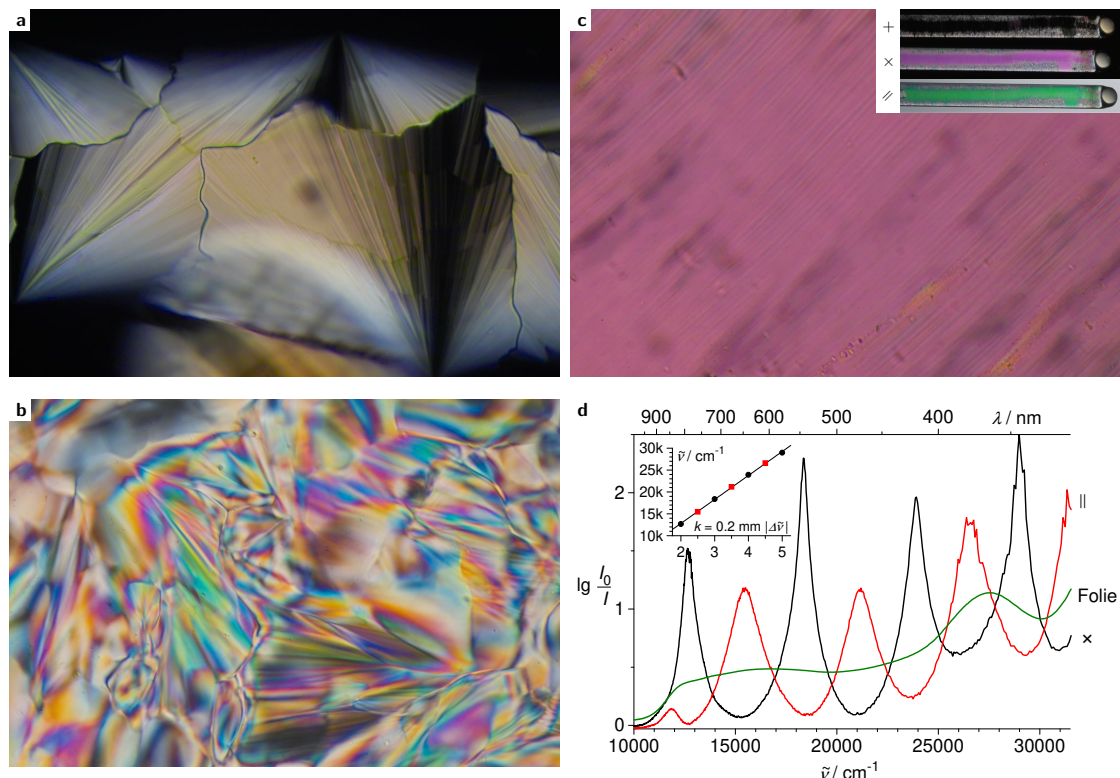 a
c
+
×
//
b
d
900 700 600 500 400 λ / nm
30k
25k
20k
15k
10k
ṽ / cm⁻¹
k = 0.2 mm |Δṽ|
2 3 4 5
lg I₀/I
2
1
0
||
Folie
×
10000 15000 20000 25000 30000
ṽ / cm⁻¹